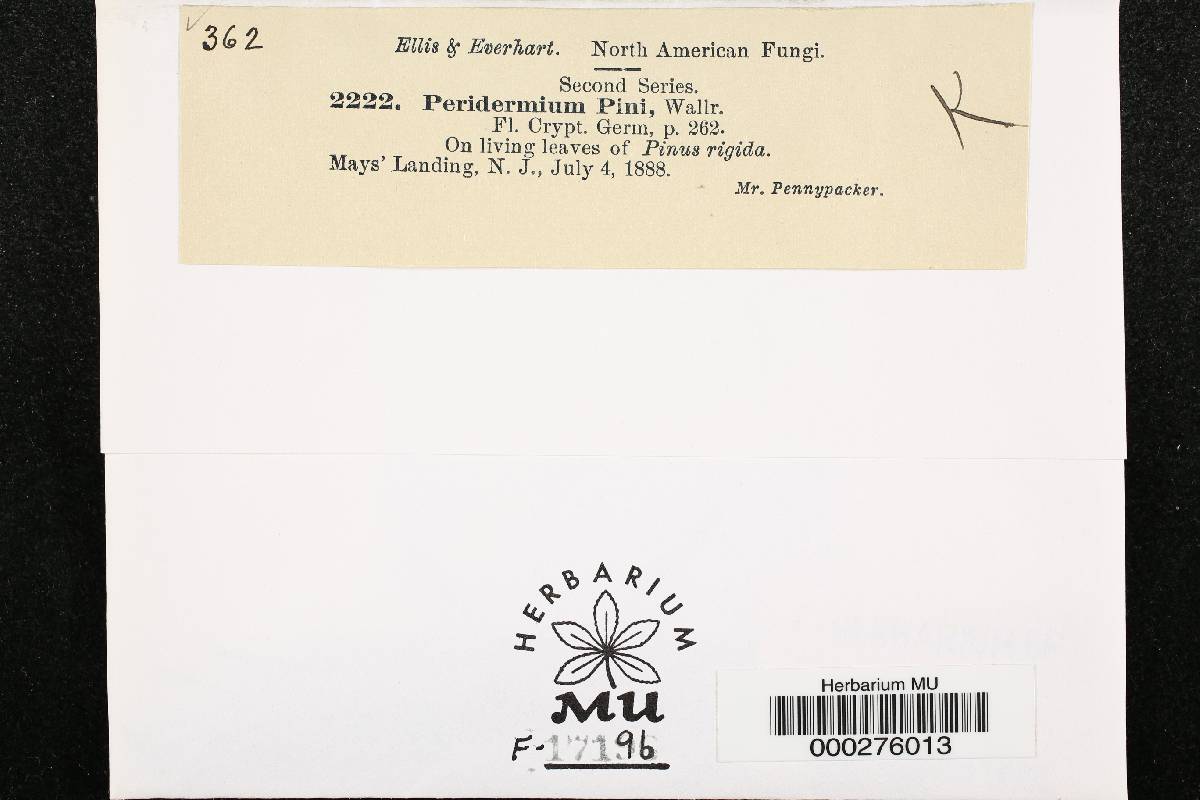 362
Ellis & Everhart. North American Fungi.
Second Series.
2222. Peridermium Pini, Wallr.
Fl. Crypt. Germ, p. 262.
On living leaves of Pinus rigida.
Mays' Landing, N. J., July 4, 1888.
Mr. Pennypacker.
K
HERBARIUM
MU
F-17196
Herbarium MU
000276013